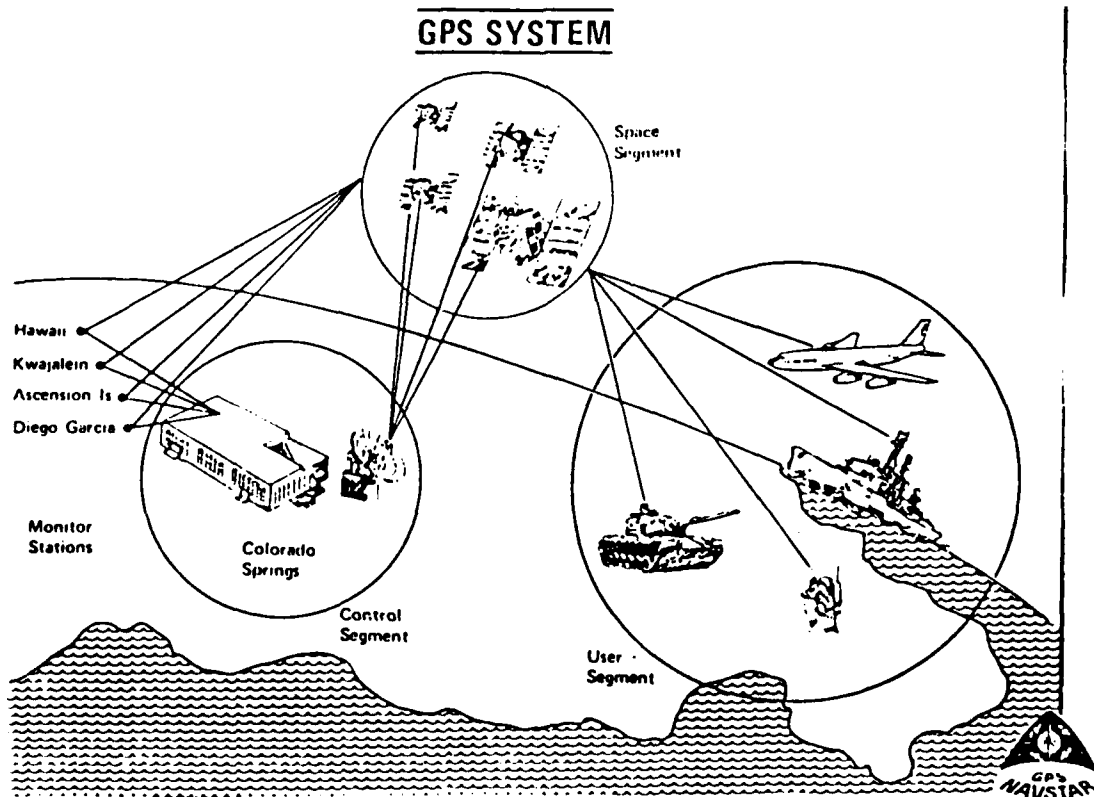 GPS SYSTEM
Space
Segment
Hawaii
Kwajalein
Ascension Is
Diego Garcia
Monitor
Stations
Colorado
Springs
Control
Segment
User
Segment
GPS
NAVSTAR